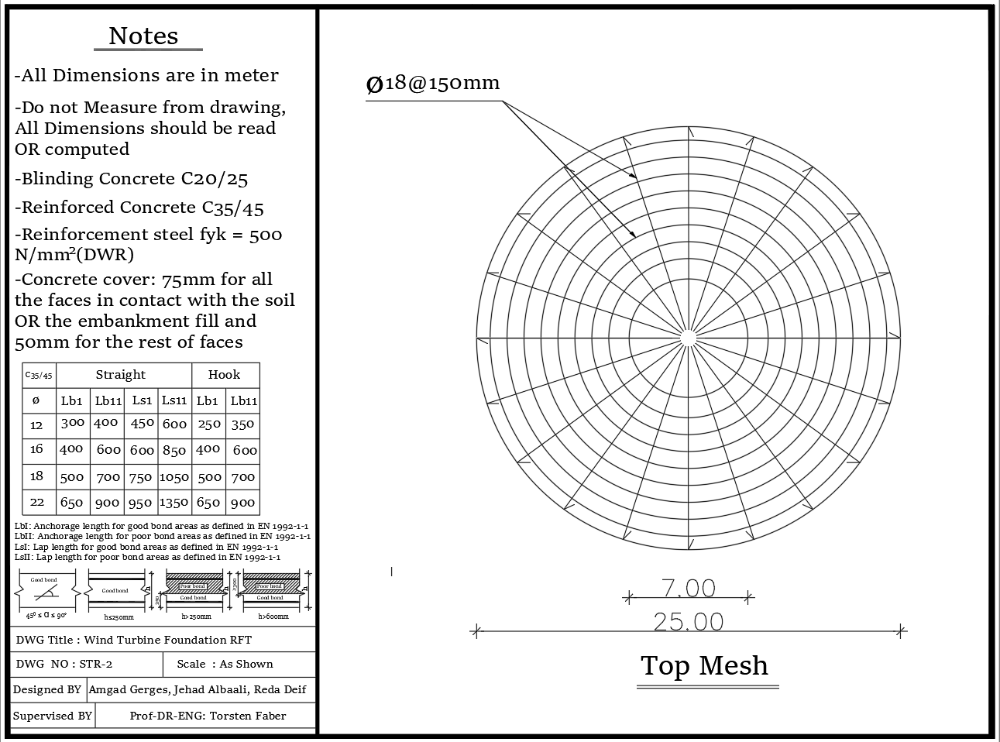 Notes
-All Dimensions are in meter
-Do not Measure from drawing,
All Dimensions should be read
OR computed
-Blinding Concrete C20/25
-Reinforced Concrete C35/45
-Reinforcement steel fyk = 500
N/mm²(DWR)
-Concrete cover: 75mm for all
the faces in contact with the soil
OR the embankment fill and
50mm for the rest of faces
C35/45 Straight Hook
ø Lb1 Lb11 Ls1 Ls11 Lb1 Lb11
12 300 400 450 600 250 350
16 400 600 600 850 400 600
18 500 700 750 1050 500 700
22 650 900 950 1350 650 900
LbI: Anchorage length for good bond areas as defined in EN 1992-1-1
LbII: Anchorage length for poor bond areas as defined in EN 1992-1-1
LsI: Lap length for good bond areas as defined in EN 1992-1-1
LsII: Lap length for poor bond areas as defined in EN 1992-1-1
Good bond
α
45° ≤ α ≤ 90°
Good bond
h
h≤250mm
Poor bond
Good bond
250
h
h>250mm
Poor bond
Good bond
≥300
h
h>600mm
DWG Title : Wind Turbine Foundation RFT
DWG NO : STR-2 Scale : As Shown
Designed BY Amgad Gerges, Jehad Albaali, Reda Deif
Supervised BY Prof-DR-ENG: Torsten Faber
Ø18@150mm
7.00
25.00
Top Mesh